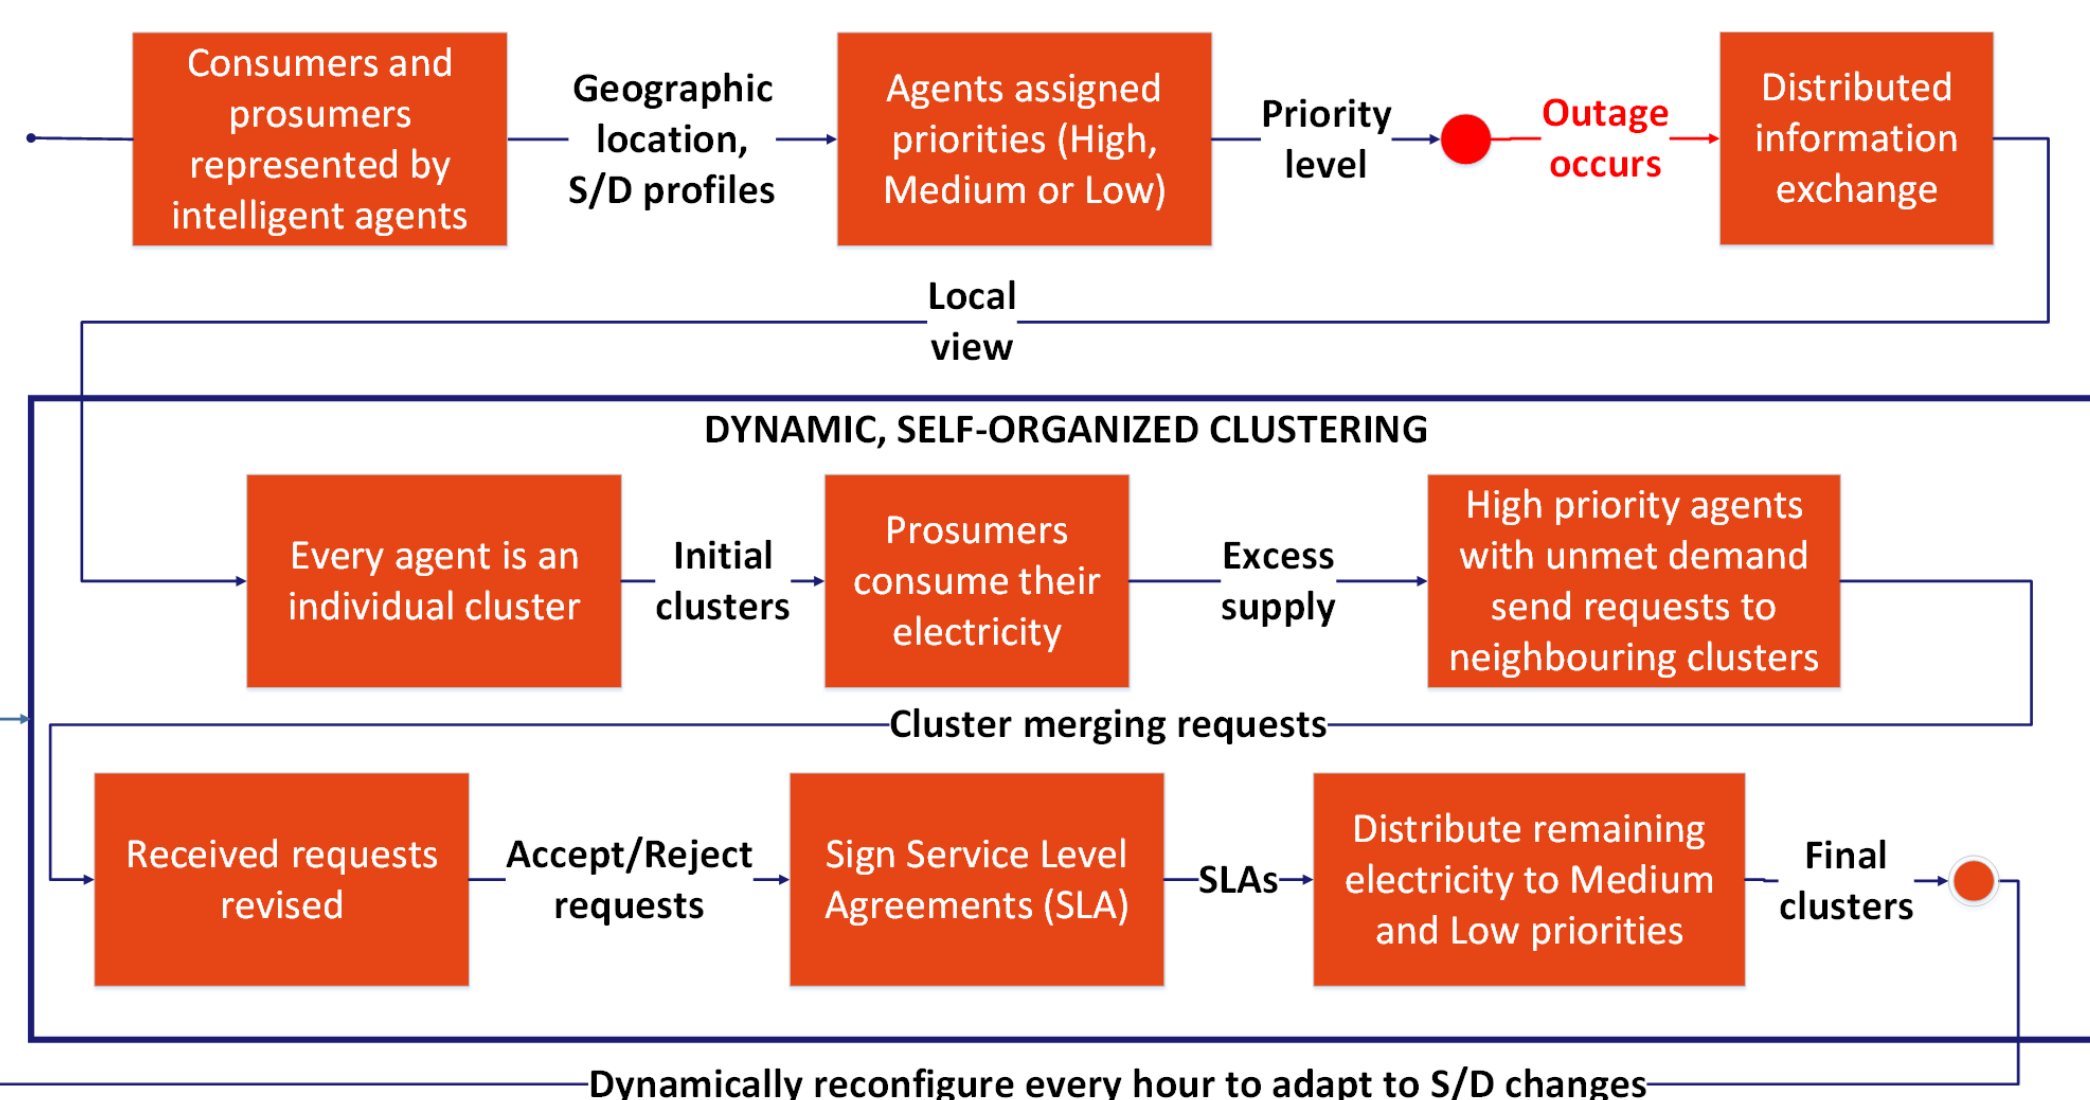 Consumers and
prosumers
represented by
intelligent agents
Geographic
location,
S/D profiles
Agents assigned
priorities (High,
Medium or Low)
Priority
level
Outage
occurs
Distributed
information
exchange
Local
view
DYNAMIC, SELF-ORGANIZED CLUSTERING
Every agent is an
individual cluster
Initial
clusters
Prosumers
consume their
electricity
Excess
supply
High priority agents
with unmet demand
send requests to
neighbouring clusters
Cluster merging requests
Received requests
revised
Accept/Reject
requests
Sign Service Level
Agreements (SLA)
SLAs
Distribute remaining
electricity to Medium
and Low priorities
Final
clusters
Dynamically reconfigure every hour to adapt to S/D changes